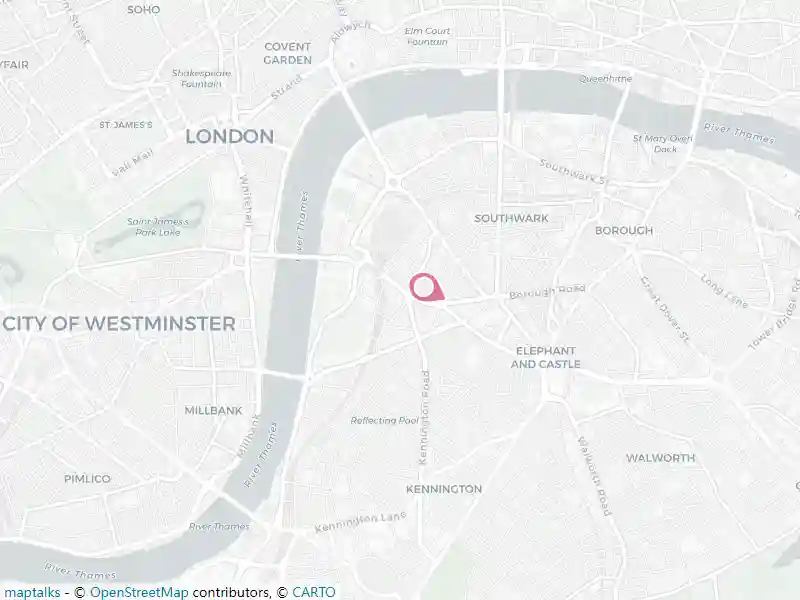 SOHO
COVENT
GARDEN
Aldwych
Elm Court
Fountain
YFAIR
Shakespeare
Fountain
Strand
Queenhithe
ST JAMES'S
LONDON
Pall Mall
River Thames
St Mary Overi
Dock
Southwark St
Whitehall
Saint James's
Park Lake
River Thames
SOUTHWARK
BOROUGH
Borough Road
Long Lane
Great Dover St
Tower Bridge Road
CITY OF WESTMINSTER
ELEPHANT
AND CASTLE
MILLBANK
Millbank
River Thames
Reflecting Pool
Kennington Road
Walworth Road
WALWORTH
PIMLICO
KENNINGTON
Kennington Lane
River Thames
River Thames
maptalks - © OpenStreetMap contributors, © CARTO